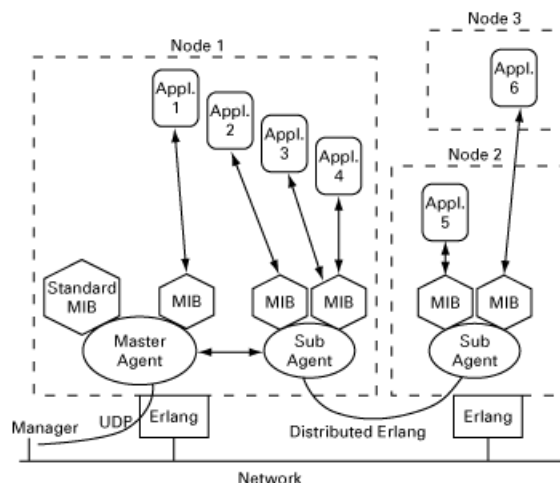 Node 3
Node 1
Appl.
6
Appl.
1
Appl.
2
Appl.
3
Appl.
4
Node 2
Appl.
5
Standard
MIB
MIB
MIB
MIB
MIB
MIB
Master
Agent
Sub
Agent
Sub
Agent
Manager
UDP
Erlang
Distributed Erlang
Erlang
Network